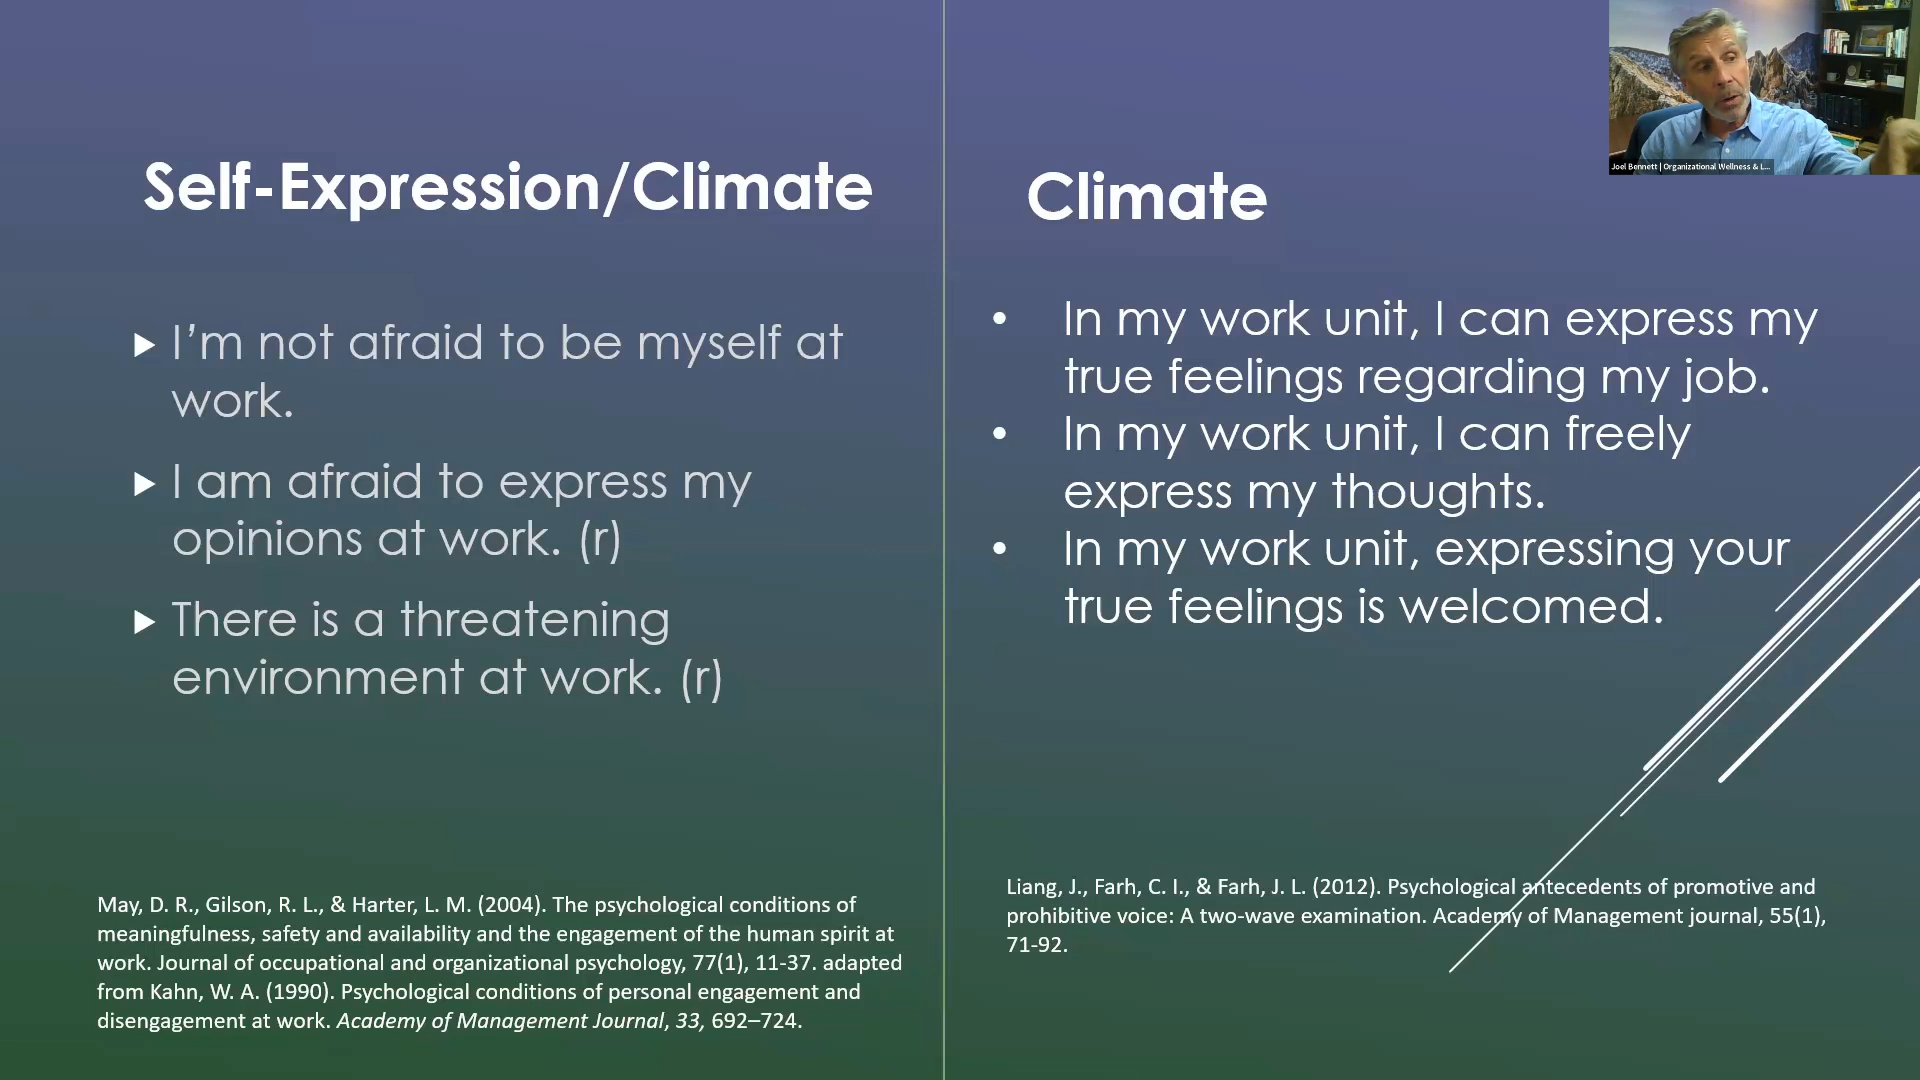 Self-Expression/Climate
I’m not afraid to be myself at
work.
I am afraid to express my
opinions at work. (r)
There is a threatening
environment at work. (r)
May, D. R., Gilson, R. L., & Harter, L. M. (2004). The psychological conditions of
meaningfulness, safety and availability and the engagement of the human spirit at
work. Journal of occupational and organizational psychology, 77(1), 11-37. adapted
from Kahn, W. A. (1990). Psychological conditions of personal engagement and
disengagement at work. Academy of Management Journal, 33, 692–724.
Climate
In my work unit, I can express my
true feelings regarding my job.
In my work unit, I can freely
express my thoughts.
In my work unit, expressing your
true feelings is welcomed.
Liang, J., Farh, C. I., & Farh, J. L. (2012). Psychological antecedents of promotive and
prohibitive voice: A two-wave examination. Academy of Management journal, 55(1),
71-92.
Joel Bennett | Organizational Wellness & L...